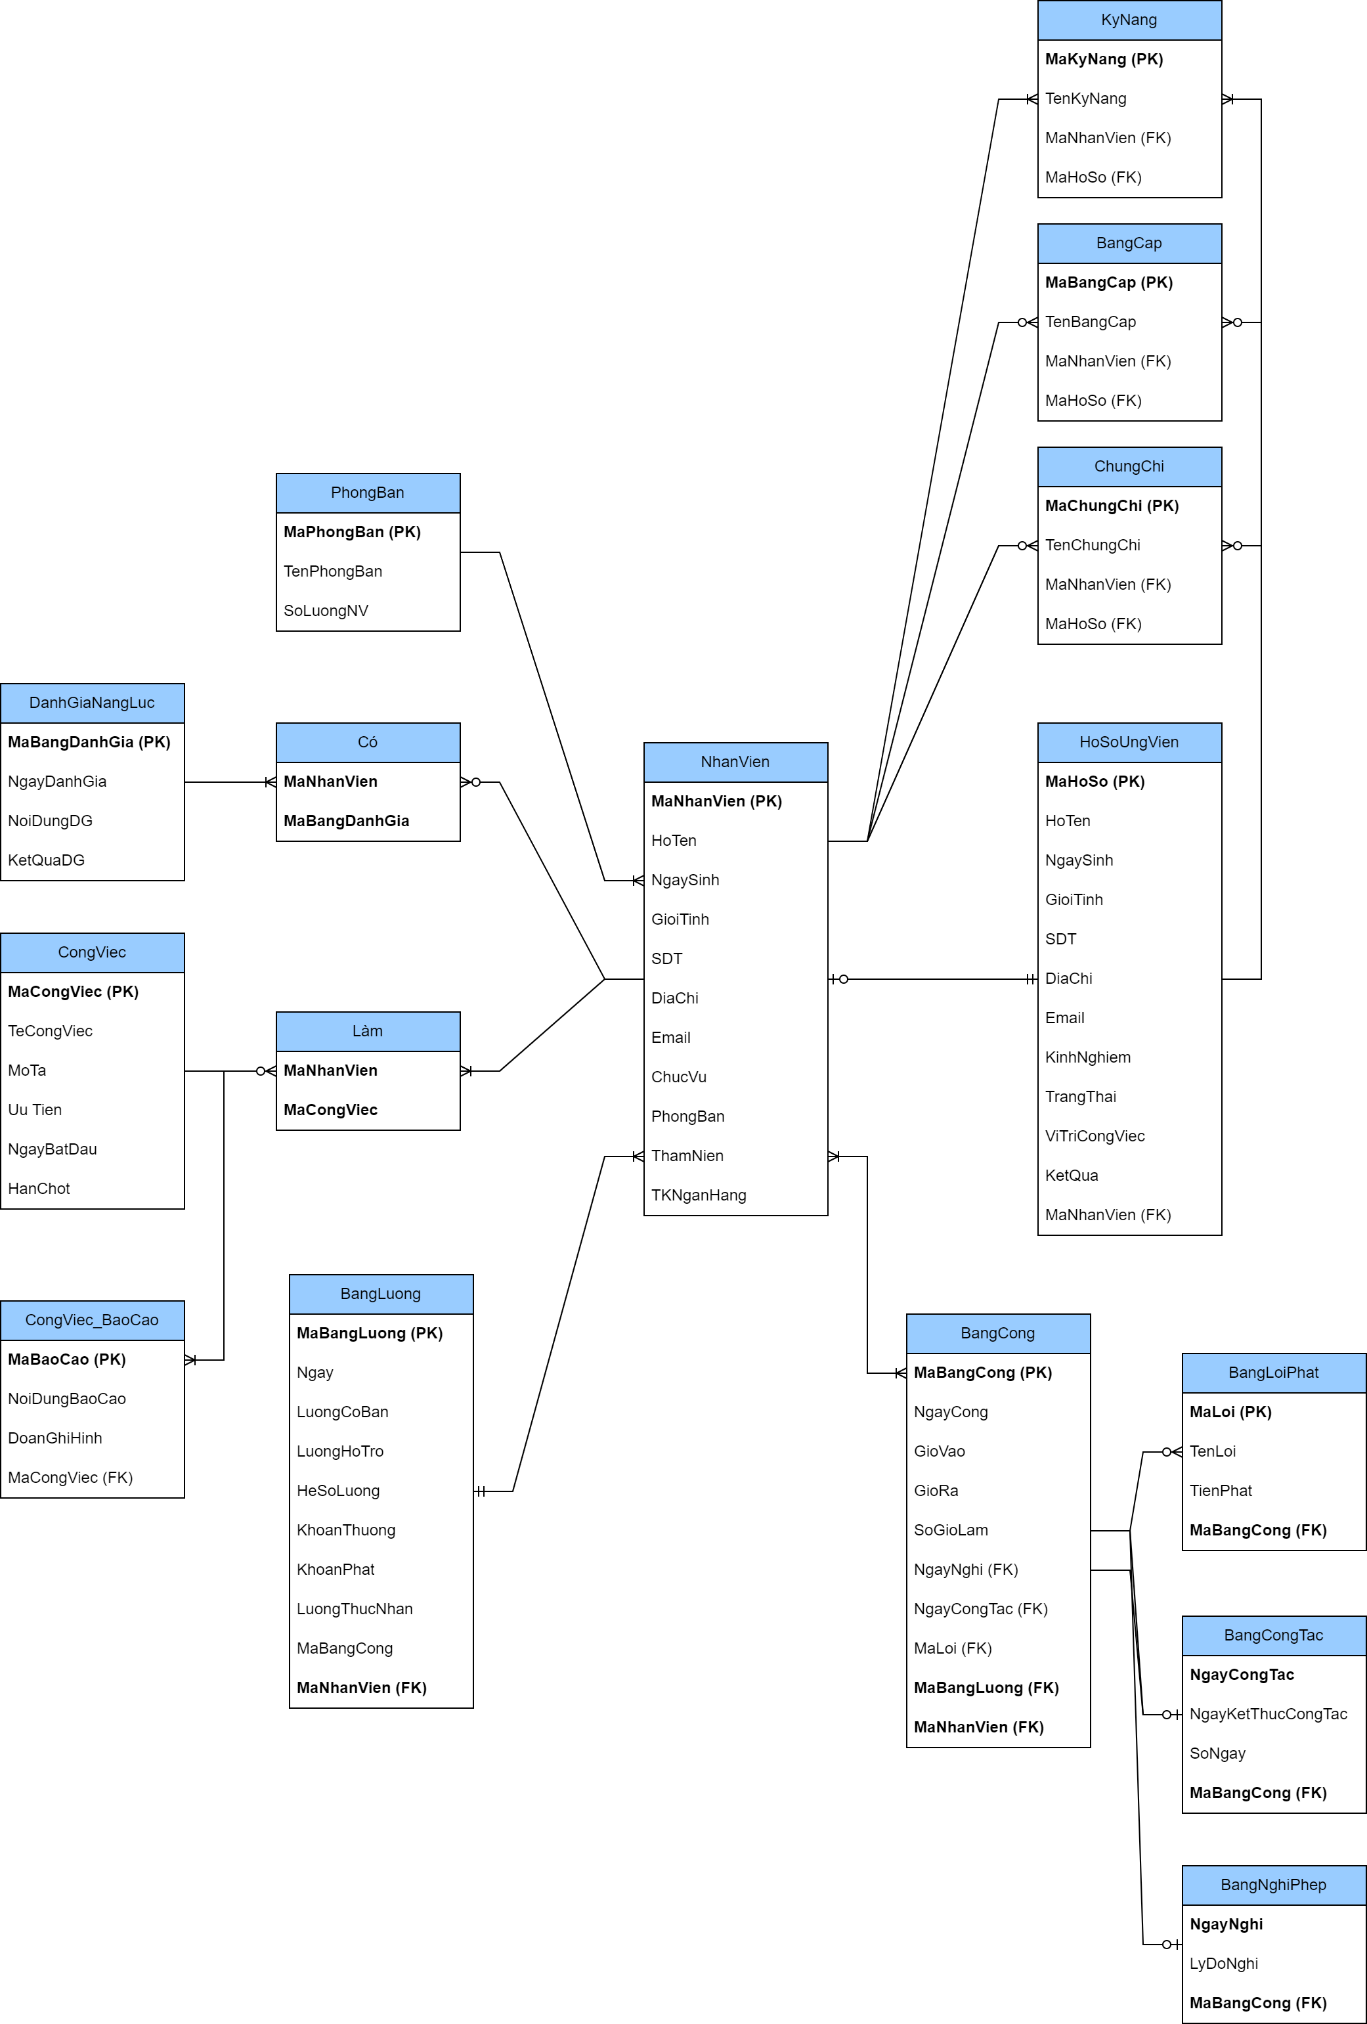 KyNang
MaKyNang (PK)
TenKyNang
MaNhanVien (FK)
MaHoSo (FK)
BangCap
MaBangCap (PK)
TenBangCap
MaNhanVien (FK)
MaHoSo (FK)
ChungChi
MaChungChi (PK)
TenChungChi
MaNhanVien (FK)
MaHoSo (FK)
PhongBan
MaPhongBan (PK)
TenPhongBan
SoLuongNV
DanhGiaNangLuc
MaBangDanhGia (PK)
NgayDanhGia
NoiDungDG
KetQuaDG
Có
MaNhanVien
MaBangDanhGia
NhanVien
MaNhanVien (PK)
HoTen
NgaySinh
GioiTinh
SDT
DiaChi
Email
ChucVu
PhongBan
ThamNien
TKNganHang
HoSoUngVien
MaHoSo (PK)
HoTen
NgaySinh
GioiTinh
SDT
DiaChi
Email
KinhNghiem
TrangThai
ViTriCongViec
KetQua
MaNhanVien (FK)
CongViec
MaCongViec (PK)
TeCongViec
MoTa
Uu Tien
NgayBatDau
HanChot
Làm
MaNhanVien
MaCongViec
CongViec_BaoCao
MaBaoCao (PK)
NoiDungBaoCao
DoanGhiHinh
MaCongViec (FK)
BangLuong
MaBangLuong (PK)
Ngay
LuongCoBan
LuongHoTro
HeSoLuong
KhoanThuong
KhoanPhat
LuongThucNhan
MaBangCong
MaNhanVien (FK)
BangCong
MaBangCong (PK)
NgayCong
GioVao
GioRa
SoGioLam
NgayNghi (FK)
NgayCongTac (FK)
MaLoi (FK)
MaBangLuong (FK)
MaNhanVien (FK)
BangLoiPhat
MaLoi (PK)
TenLoi
TienPhat
MaBangCong (FK)
BangCongTac
NgayCongTac
NgayKetThucCongTac
SoNgay
MaBangCong (FK)
BangNghiPhep
NgayNghi
LyDoNghi
MaBangCong (FK)